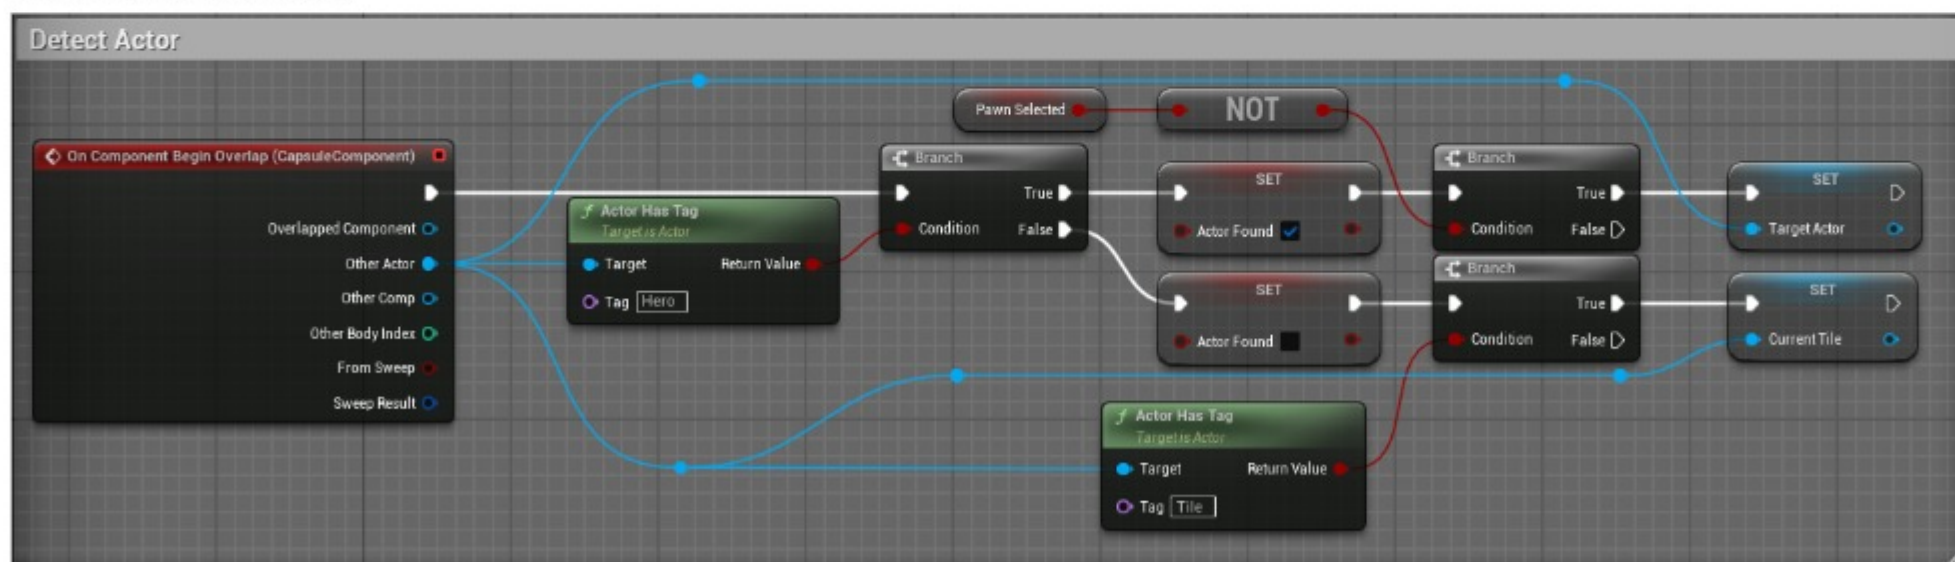 Detect Actor
On Component Begin Overlap (CapsuleComponent)
Overlapped Component
Other Actor
Other Comp
Other Body Index
From Sweep
Sweep Result
Actor Has Tag
Target is Actor
Target Return Value
Tag Hero
Branch
True
Condition False
Pawn Selected
NOT
SET
Actor Found
SET
Actor Found
Branch
True
Condition False
Branch
True
Condition False
SET
Target Actor
SET
Current Tile
Actor Has Tag
Target is Actor
Target Return Value
Tag Tile